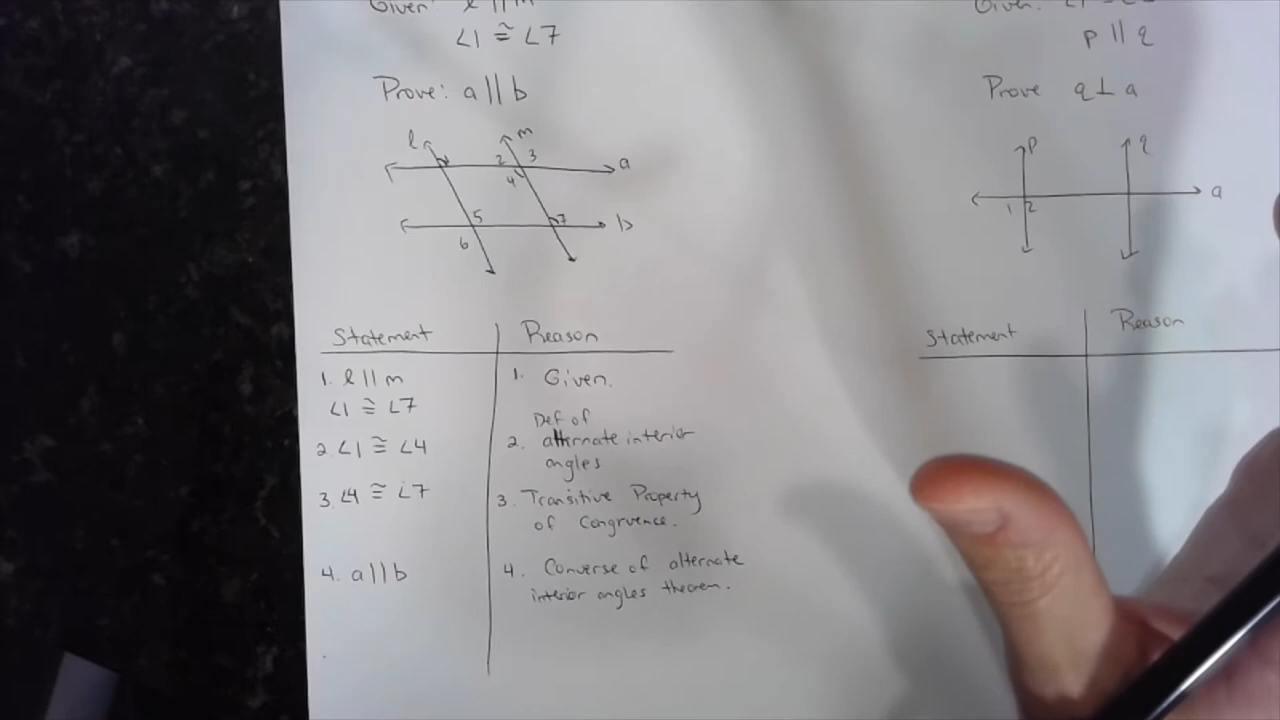 Given: l || m
∠1 ≅ ∠7
Prove: a || b
l
m
2
3
a
4
5
7
b
6
Statement
Reason
1. l || m
1. Given.
∠1 ≅ ∠7
2. ∠1 ≅ ∠4
Def of
2. alternate interior
angles
3. ∠4 ≅ ∠7
3. Transitive Property
of Congruence.
4. a || b
4. Converse of alternate
interior angles theorem.
Given:
p || q
Prove q ⊥ a
p
q
a
1
2
Statement
Reason